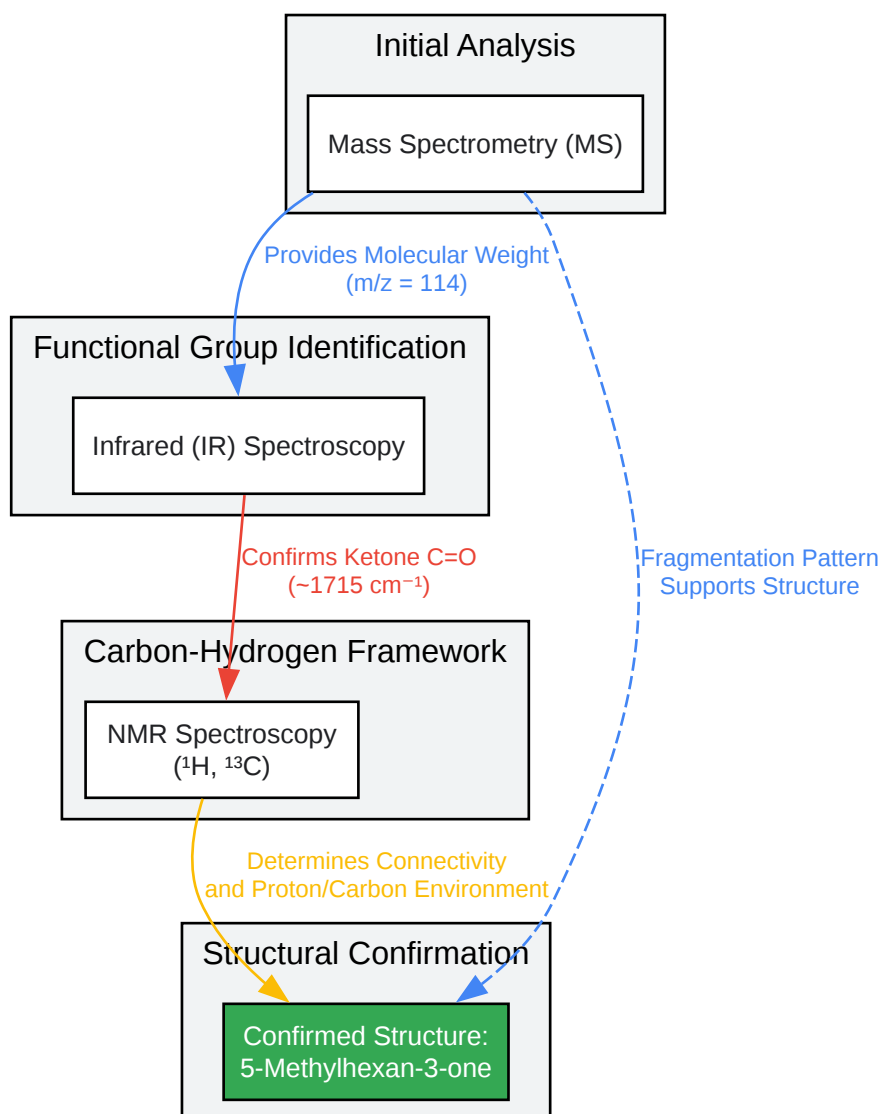 Initial Analysis
Mass Spectrometry (MS)
Provides Molecular Weight
(m/z = 114)
Functional Group Identification
Infrared (IR) Spectroscopy
Confirms Ketone C=O
(~1715 cm⁻¹)
Fragmentation Pattern
Supports Structure
Carbon-Hydrogen Framework
NMR Spectroscopy
(¹H, ¹³C)
Determines Connectivity
and Proton/Carbon Environment
Structural Confirmation
Confirmed Structure:
5-Methylhexan-3-one